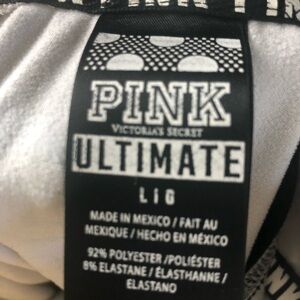 PINK
VICTORIA'S SECRET
ULTIMATE
L|G
MADE IN MEXICO / FAIT AU
MEXIQUE / HECHO EN MÉXICO
92% POLYESTER / POLIÉSTER
8% ELASTANE / ÉLASTHANNE /
ELASTANO